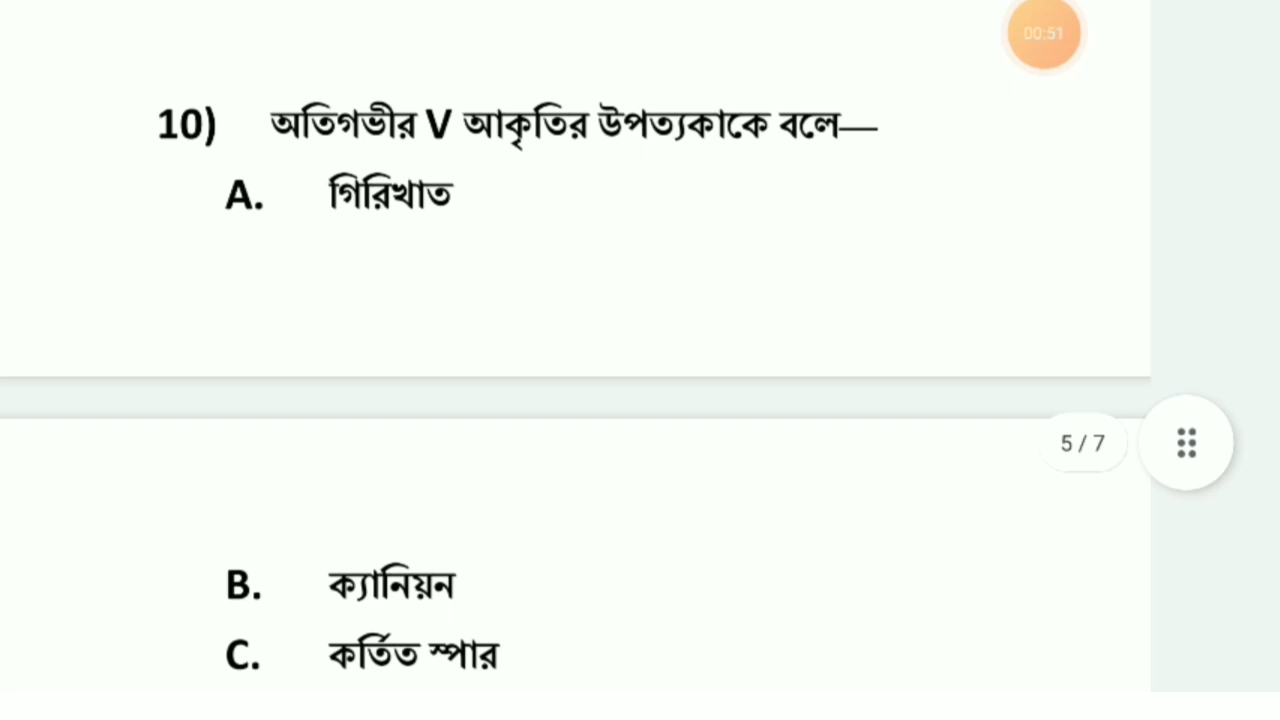 00:51
10) অতিগভীর V আকৃতির উপত্যকাকে বলে—
A. গিরিখাত
5 / 7
B. ক্যানিয়ন
C. কর্তিত স্পার